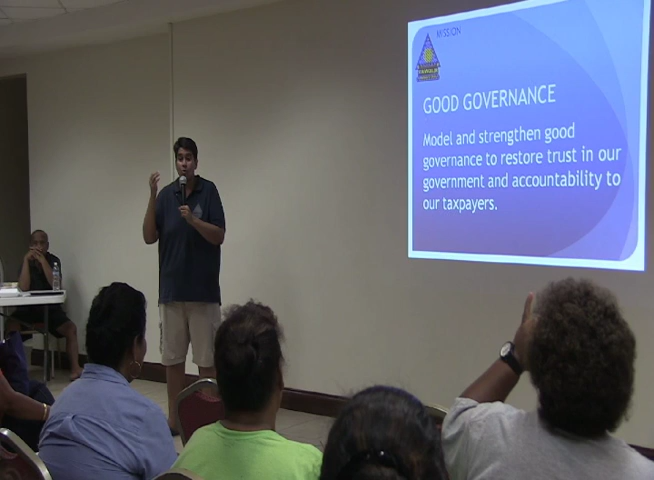 MISSION
GOOD GOVERNANCE
Model and strengthen good
governance to restore trust in our
government and accountability to
our taxpayers.